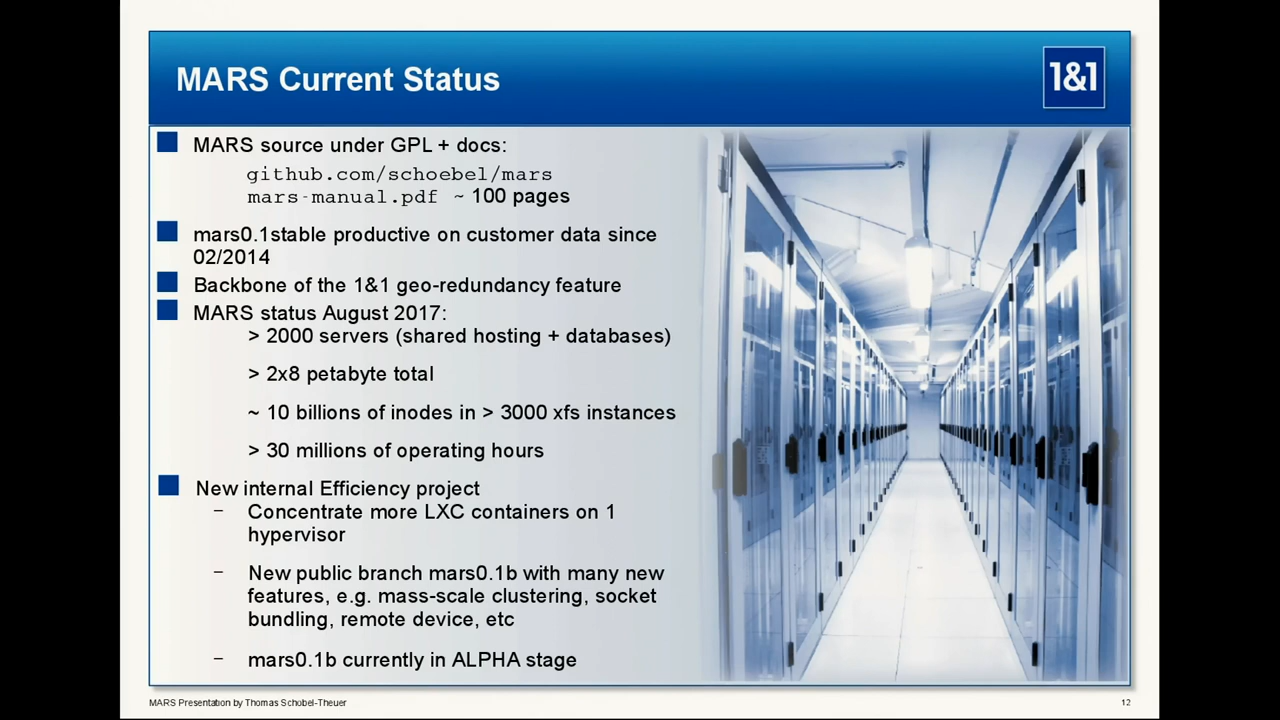 MARS Current Status
1&1
MARS source under GPL + docs:
github.com/schoebel/mars
mars-manual.pdf ~ 100 pages
mars0.1stable productive on customer data since
02/2014
Backbone of the 1&1 geo-redundancy feature
MARS status August 2017:
> 2000 servers (shared hosting + databases)
> 2x8 petabyte total
~ 10 billions of inodes in > 3000 xfs instances
> 30 millions of operating hours
New internal Efficiency project
– Concentrate more LXC containers on 1
hypervisor
– New public branch mars0.1b with many new
features, e.g. mass-scale clustering, socket
bundling, remote device, etc
– mars0.1b currently in ALPHA stage
MARS Presentation by Thomas Schöbel-Theuer
12